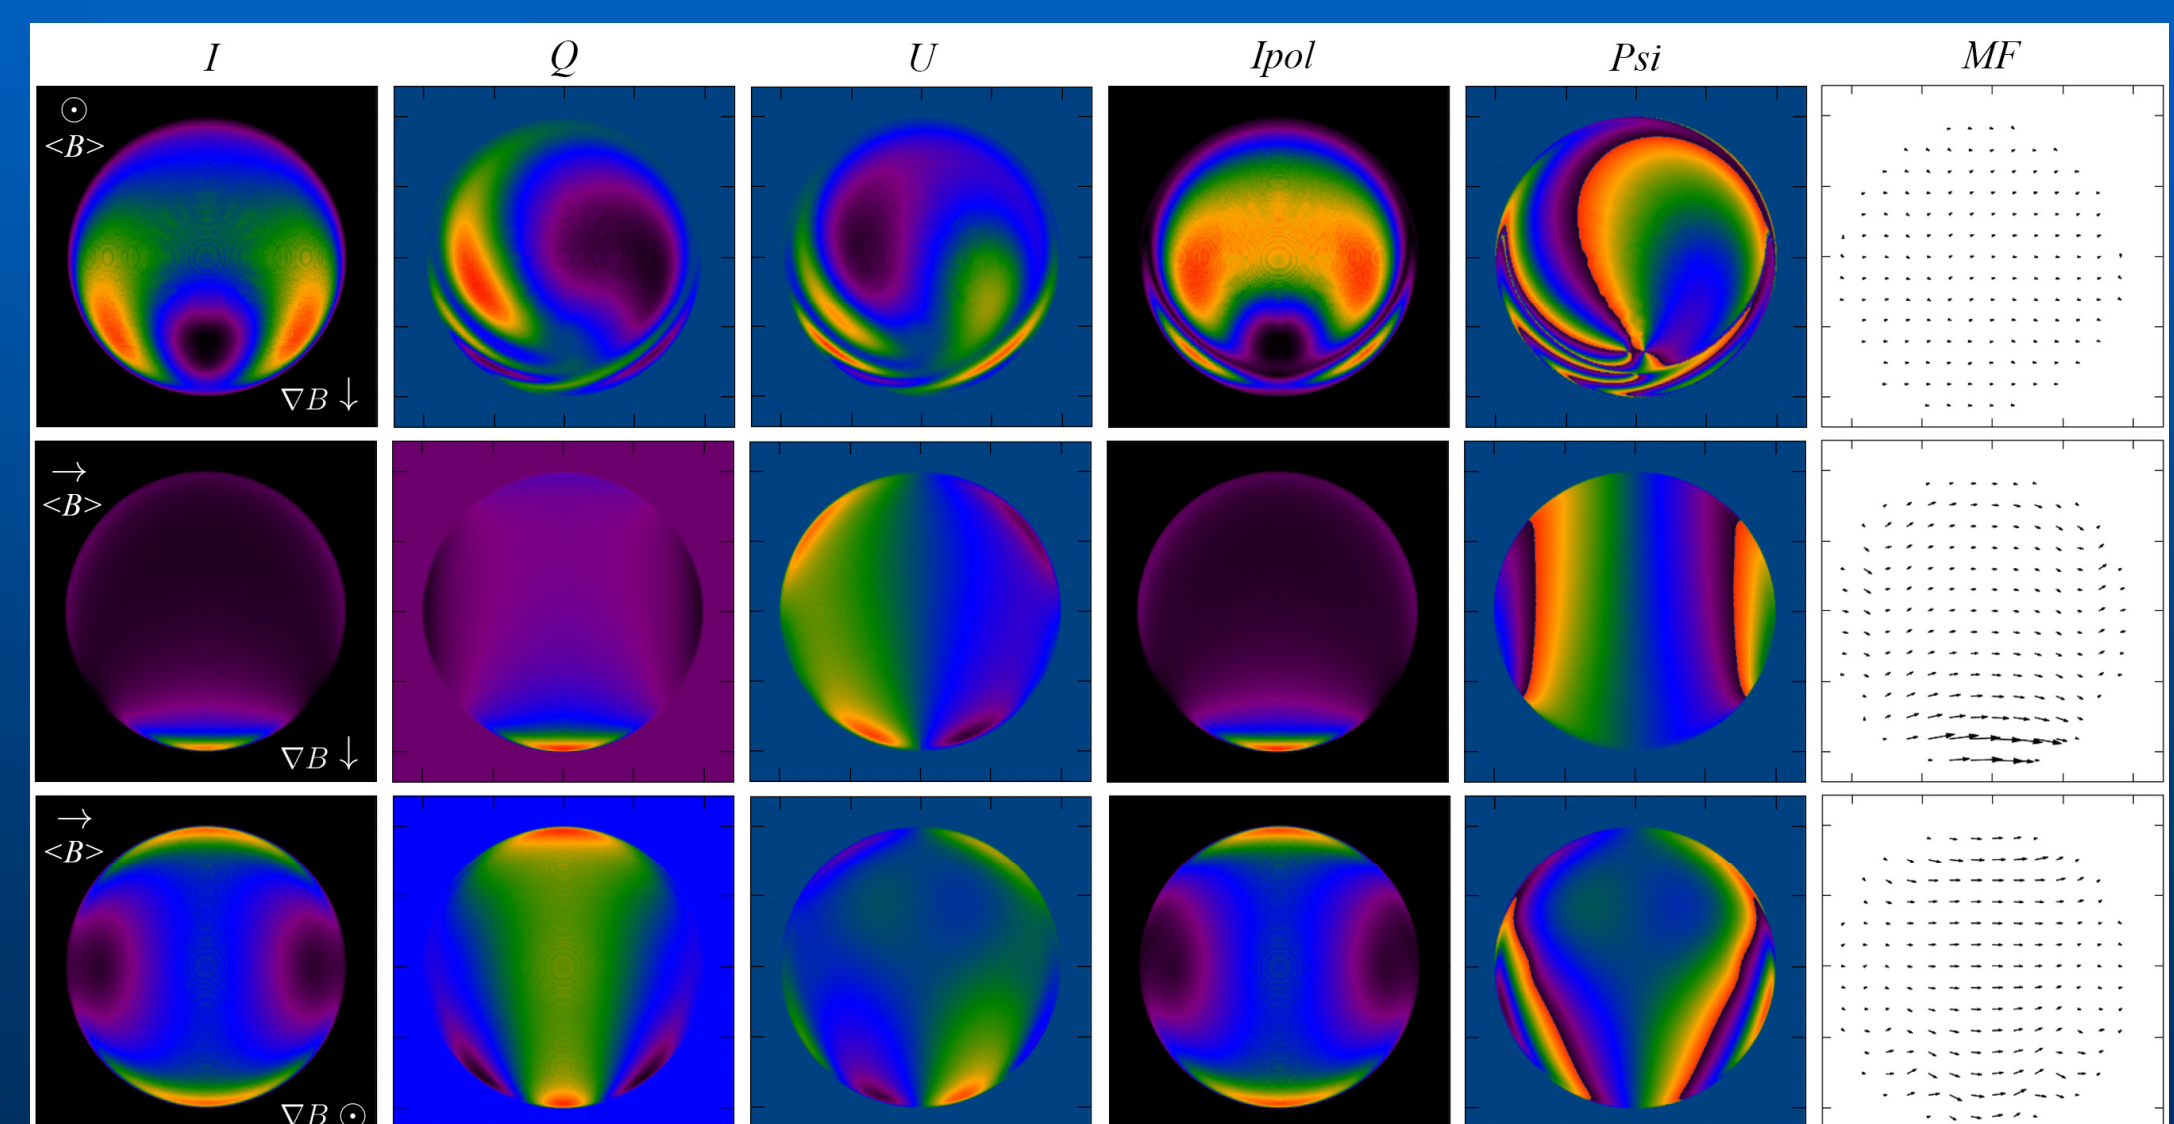 I Q U Ipol Psi MF
⊙
<B>
∇B ↓
→
<B>
∇B ↓
→
<B>
∇B ⊙